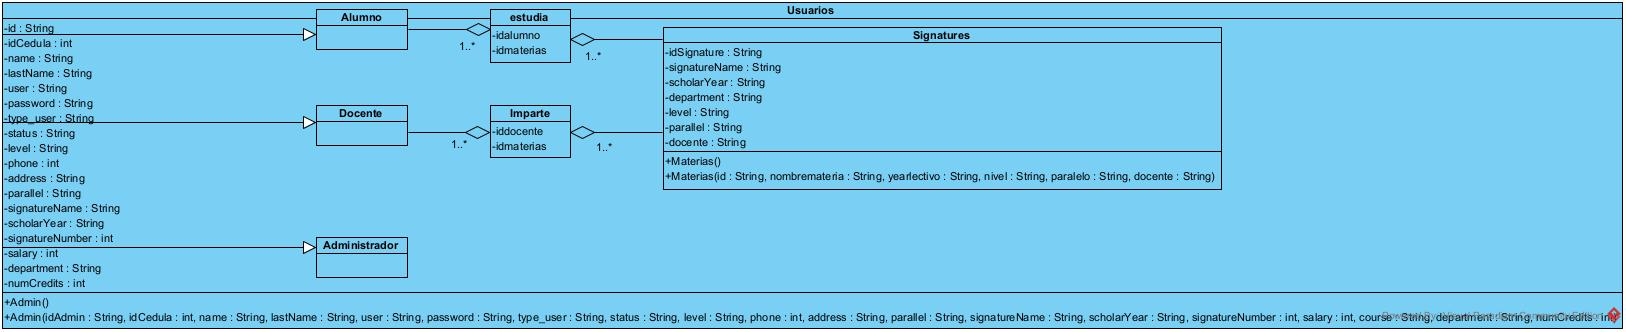 Usuarios
-id : String
-idCedula : int
-name : String
-lastName : String
-user : String
-password : String
-type_user : String
-status : String
-level : String
-phone : int
-address : String
-parallel : String
-signatureName : String
-scholarYear : String
-signatureNumber : int
-salary : int
-department : String
-numCredits : int
Alumno
1..*
estudia
-idalumno
-idmaterias
1..*
Docente
1..*
Imparte
-iddocente
-idmaterias
1..*
Administrador
Signatures
-idSignature : String
-signatureName : String
-scholarYear : String
-department : String
-level : String
-parallel : String
-docente : String
+Materias()
+Materias(id : String, nombremateria : String, yearlectivo : String, nivel : String, paralelo : String, docente : String)
+Admin()
+Admin(idAdmin : String, idCedula : int, name : String, lastName : String, user : String, password : String, type_user : String, status : String, level : String, phone : int, address : String, parallel : String, signatureName : String, scholarYear : String, signatureNumber : int, salary : int, course : String, department : String, numCredits : int)